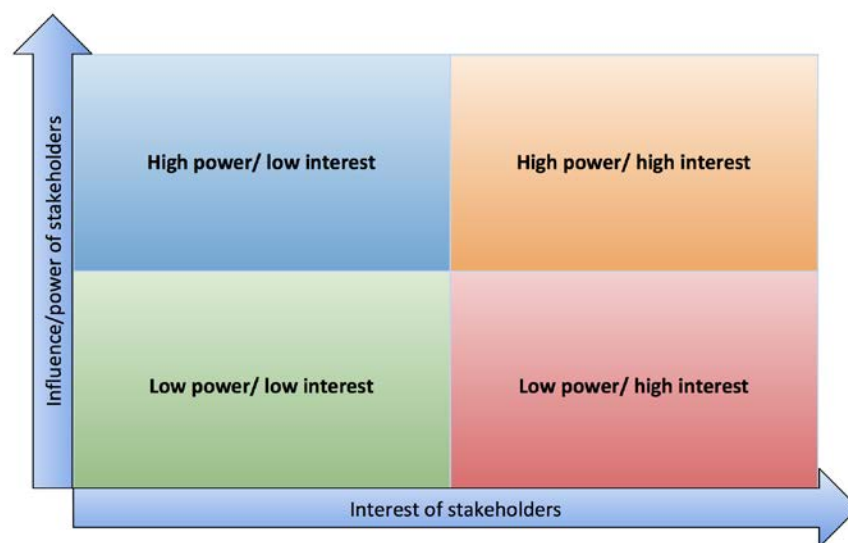 Influence/power of stakeholders
High power/ low interest
High power/ high interest
Low power/ low interest
Low power/ high interest
Interest of stakeholders